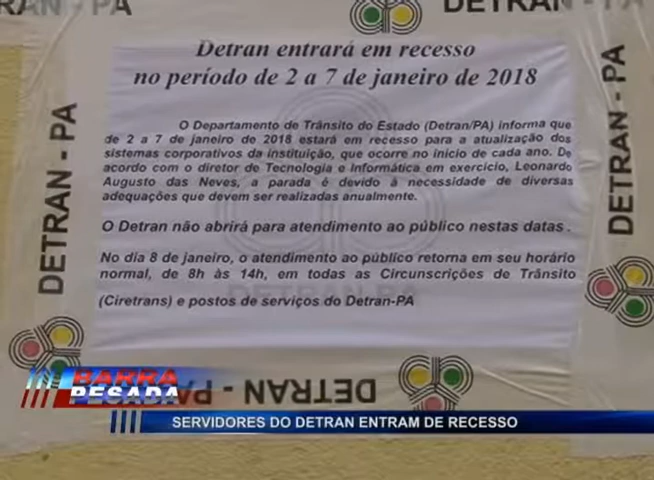 DETRAN - PA
DETRAN
Detran entrará em recesso
no período de 2 a 7 de janeiro de 2018
O Departamento de Trânsito do Estado (Detran/PA) informa que
de 2 a 7 de janeiro de 2018 estará em recesso para a atualização dos
sistemas corporativos da instituição, que ocorre no inicio de cada ano. De
acordo com o diretor de Tecnologia e Informática em exercício, Leonardo
Augusto das Neves, a parada é devido à necessidade de diversas
adequações que devem ser realizadas anualmente.
O Detran não abrirá para atendimento ao público nestas datas.
No dia 8 de janeiro, o atendimento ao público retorna em seu horário
normal, de 8h às 14h, em todas as Circunscrições de Trânsito
(Ciretrans) e postos de serviços do Detran-PA
DETRAN - PA
DETRAN - PA
DETRAN - PA
BARRA
PESADA
SERVIDORES DO DETRAN ENTRAM DE RECESSO